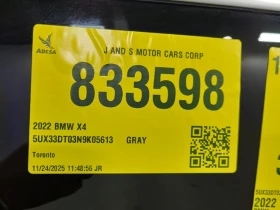 ADESA
J AND S MOTOR CARS CORP
833598
2022 BMW X4
5UX33DT03N9K05613 GRAY
Toronto
11/24/2025 11:48:56 JR
2022